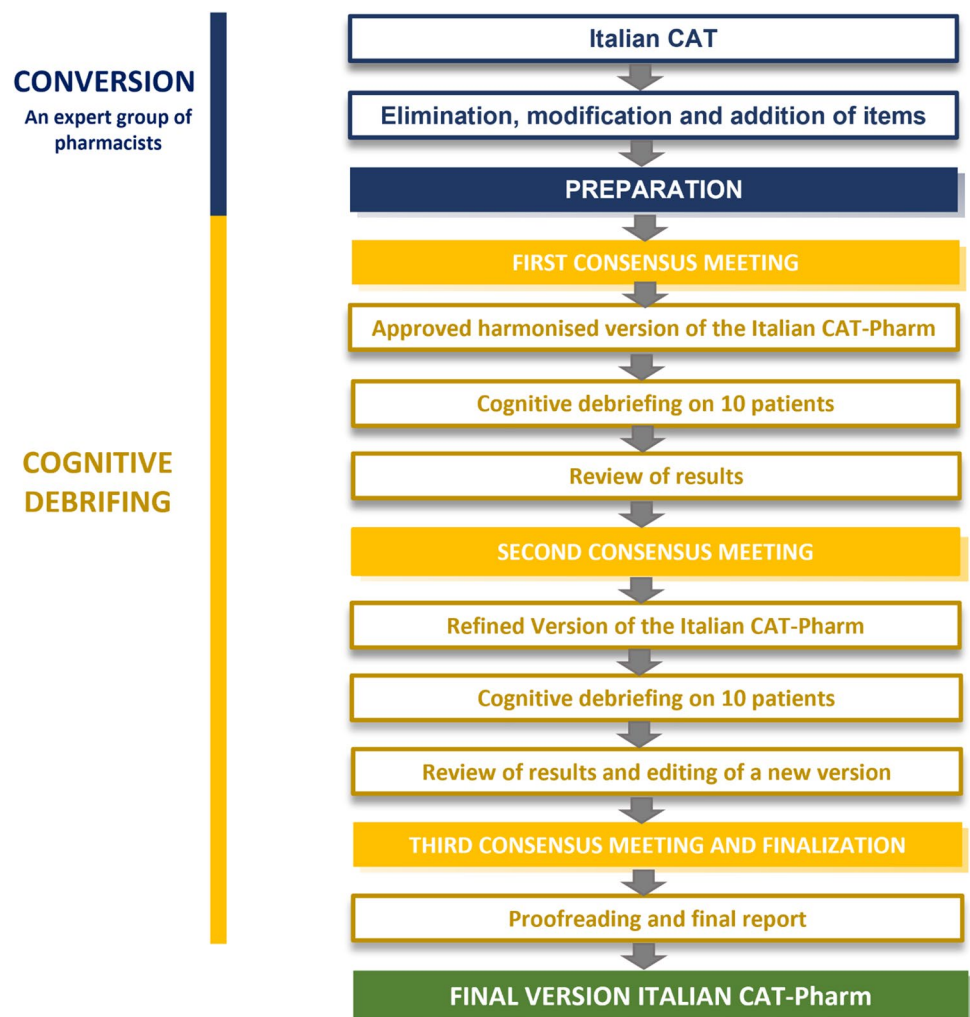 CONVERSION
An expert group of
pharmacists
Italian CAT
Elimination, modification and addition of items
PREPARATION
COGNITIVE
DEBRIFING
FIRST CONSENSUS MEETING
Approved harmonised version of the Italian CAT-Pharm
Cognitive debriefing on 10 patients
Review of results
SECOND CONSENSUS MEETING
Refined Version of the Italian CAT-Pharm
Cognitive debriefing on 10 patients
Review of results and editing of a new version
THIRD CONSENSUS MEETING AND FINALIZATION
Proofreading and final report
FINAL VERSION ITALIAN CAT-Pharm